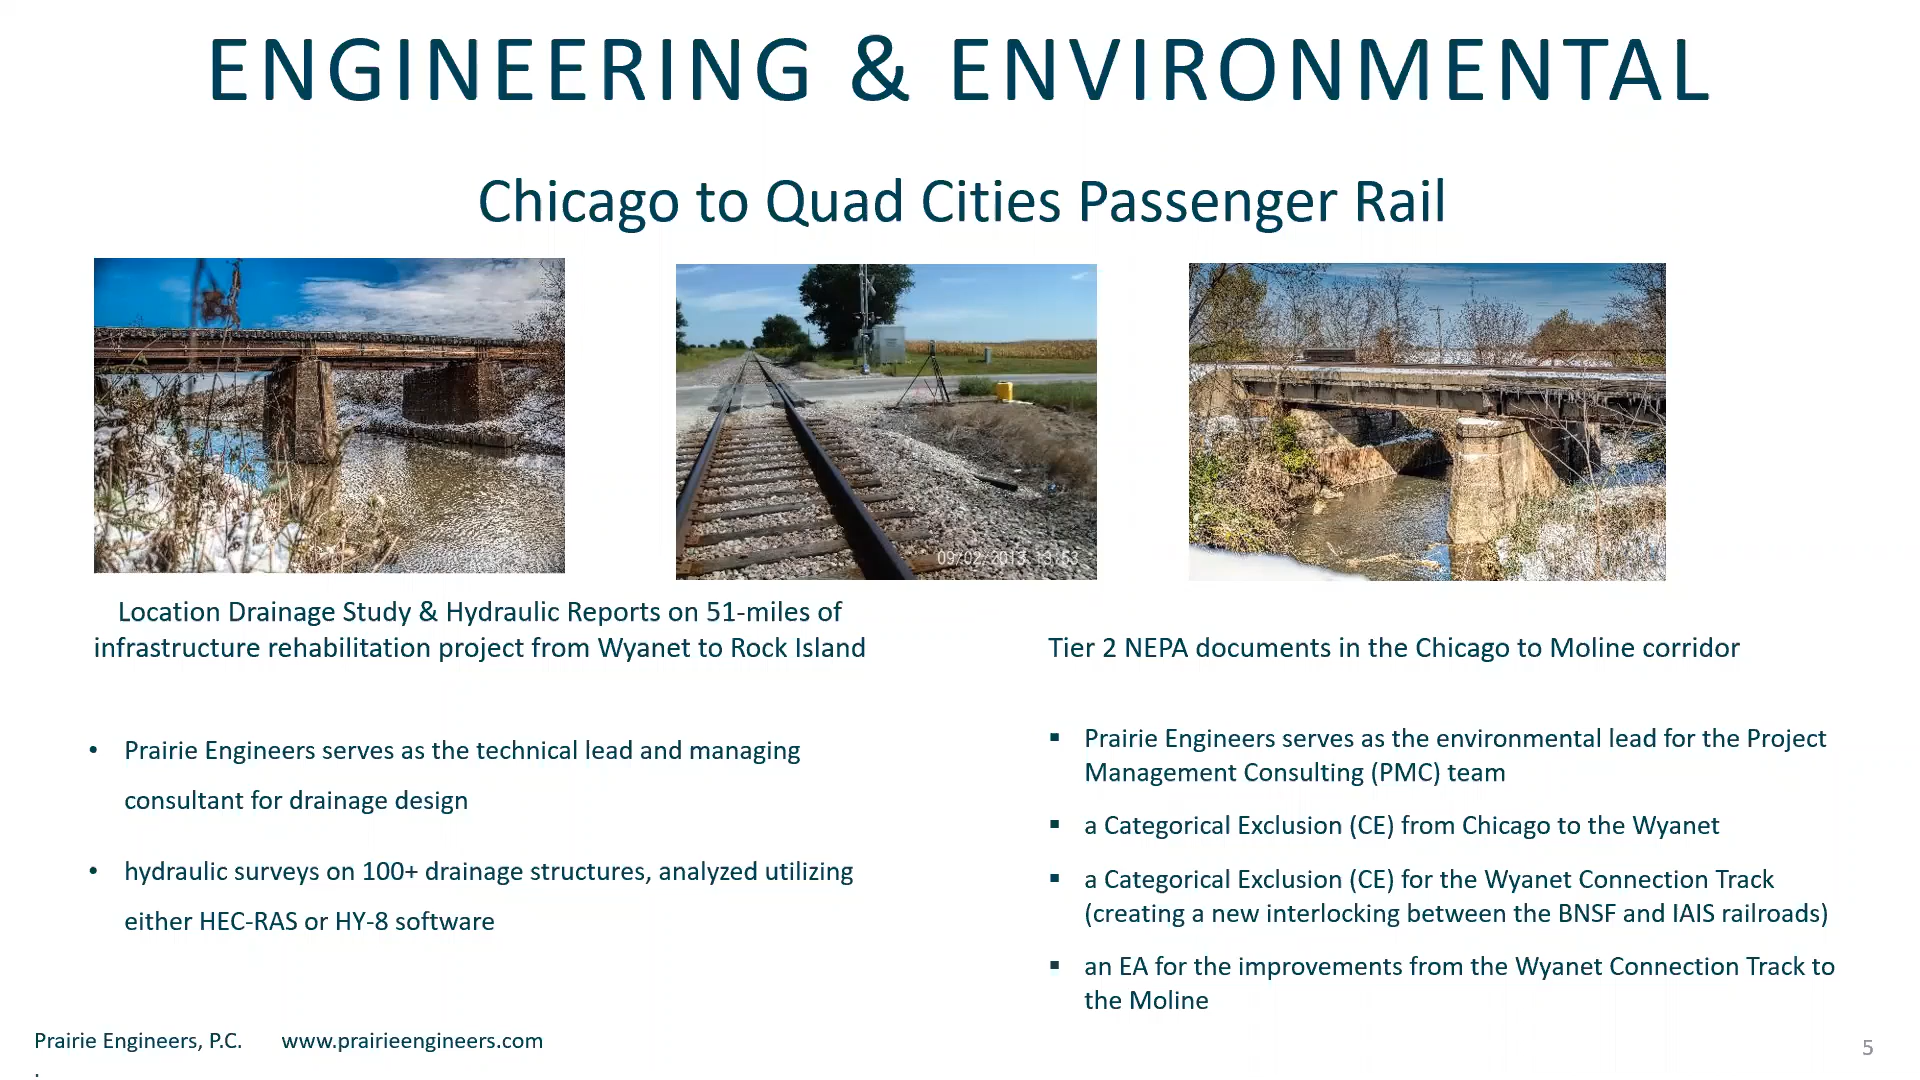 ENGINEERING & ENVIRONMENTAL
Chicago to Quad Cities Passenger Rail
09/02/2013 13:53
Location Drainage Study & Hydraulic Reports on 51-miles of
infrastructure rehabilitation project from Wyanet to Rock Island
• Prairie Engineers serves as the technical lead and managing
consultant for drainage design
• hydraulic surveys on 100+ drainage structures, analyzed utilizing
either HEC-RAS or HY-8 software
Tier 2 NEPA documents in the Chicago to Moline corridor
▪ Prairie Engineers serves as the environmental lead for the Project
Management Consulting (PMC) team
▪ a Categorical Exclusion (CE) from Chicago to the Wyanet
▪ a Categorical Exclusion (CE) for the Wyanet Connection Track
(creating a new interlocking between the BNSF and IAIS railroads)
▪ an EA for the improvements from the Wyanet Connection Track to
the Moline
Prairie Engineers, P.C. www.prairieengineers.com
5